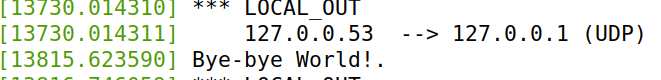 [13730.014310] *** LOCAL_OUT
[13730.014311]     127.0.0.53  --> 127.0.0.1 (UDP)
[13815.623590] Bye-bye World!.